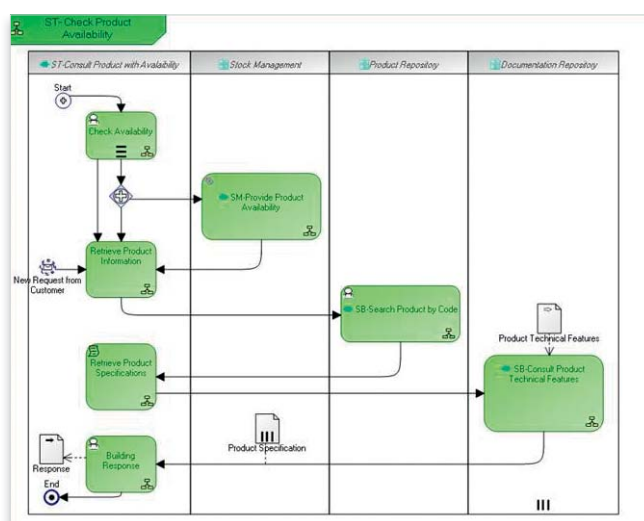 ST- Check Product
Availability
ST-Consult Product with Avalaibility
Stock Management
Product Repository
Documentation Repository
Start
Check Availability
SM-Provide Product
Availability
Retrieve Product
Information
New Request from
Customer
SB-Search Product by Code
Product Technical Features
Retrieve Product
Specifications
SB-Consult Product
Technical Features
Product Specification
Building
Response
Response
End